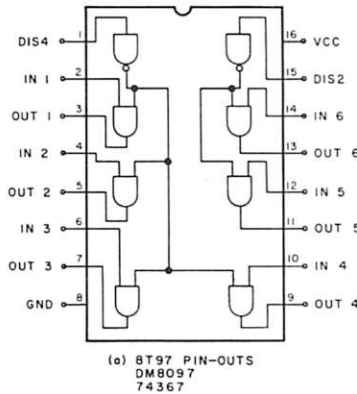 DIS4 1
IN 1 2
OUT 1 3
IN 2 4
OUT 2 5
IN 3 6
OUT 3 7
GND 8
16 VCC
15 DIS2
14 IN 6
13 OUT 6
12 IN 5
11 OUT 5
10 IN 4
9 OUT 4
(a) 8T97 PIN-OUTS
DM8097
74367